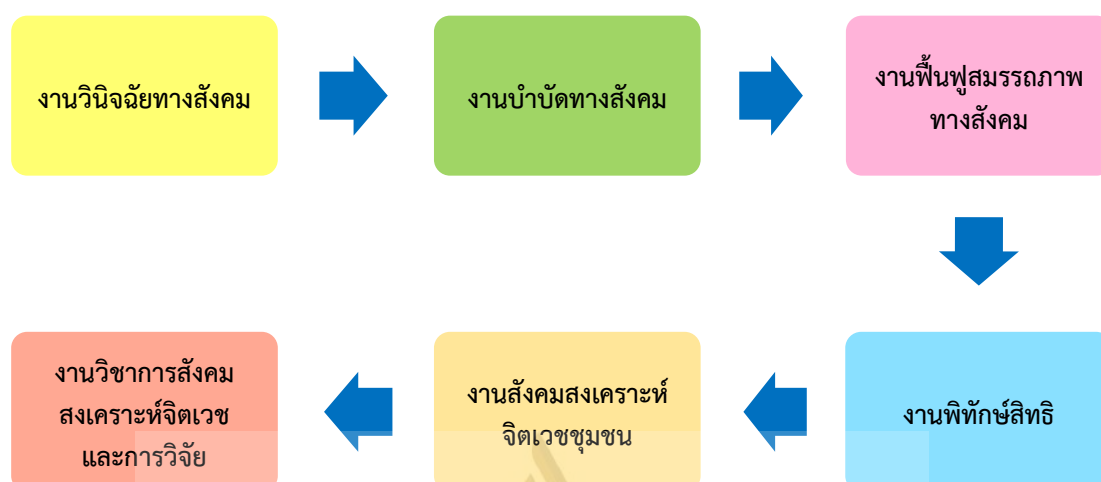 งานวินิจฉัยทางสังคม
งานบำบัดทางสังคม
งานฟื้นฟูสมรรถภาพ
ทางสังคม
งานพิทักษ์สิทธิ
งานสังคมสงเคราะห์
จิตเวชชุมชน
งานวิชาการสังคม
สงเคราะห์จิตเวช
และการวิจัย